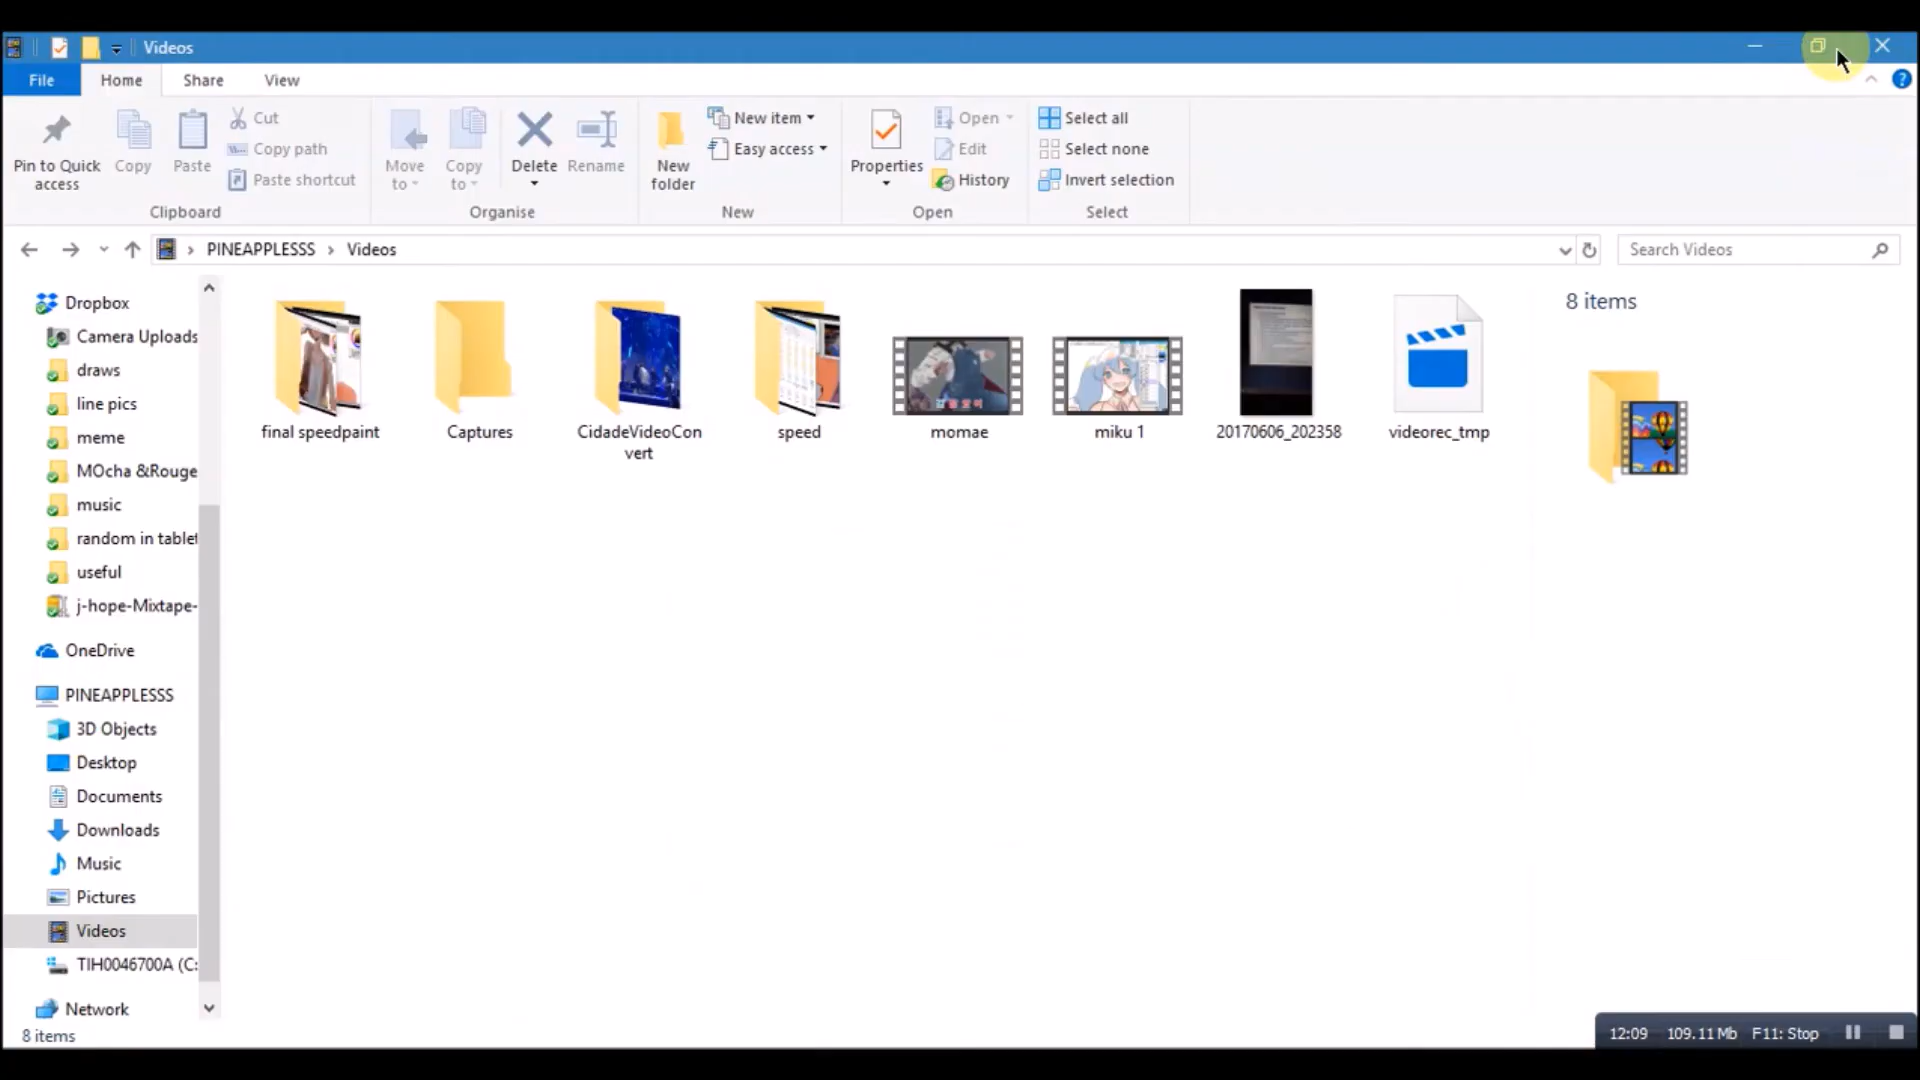 Videos
File Home Share View
Pin to Quick access
Copy
Paste
Cut
Copy path
Paste shortcut
Clipboard
Move to
Copy to
Delete
Rename
Organise
New folder
New item
Easy access
New
Properties
Open
Edit
History
Open
Select all
Select none
Invert selection
Select
PINEAPPLESSS › Videos
Search Videos
Dropbox
Camera Uploads
draws
line pics
meme
MOcha &Rouge
music
random in tablet
useful
j-hope-Mixtape-
OneDrive
PINEAPPLESSS
3D Objects
Desktop
Documents
Downloads
Music
Pictures
Videos
TIH0046700A (C:
Network
8 items
final speedpaint
Captures
CidadeVideoCon
vert
speed
momae
miku 1
20170606_202358
videorec_tmp
8 items
12:09 109.11 Mb F11: Stop